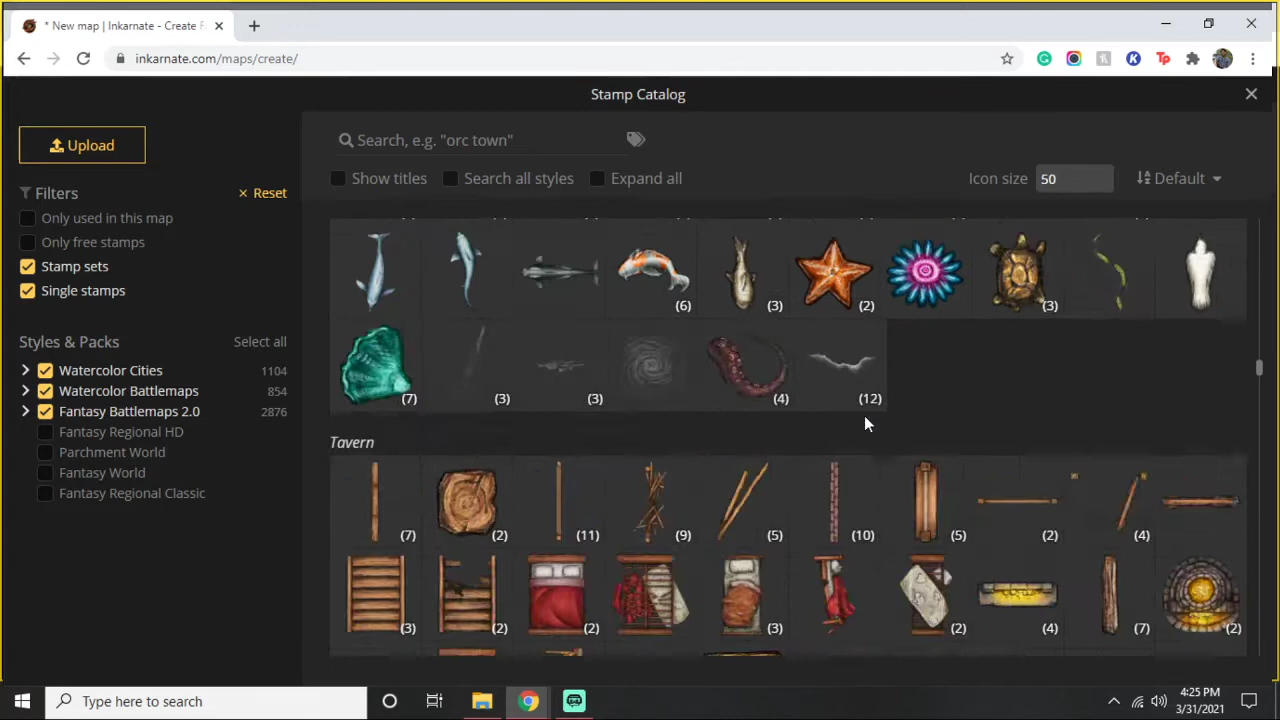 * New map | Inkarnate - Create F
inkarnate.com/maps/create/
Stamp Catalog
Upload
Search, e.g. "orc town"
Show titles
Search all styles
Expand all
Icon size
50
Default
Filters
Reset
Only used in this map
Only free stamps
Stamp sets
Single stamps
Styles & Packs
Select all
Watercolor Cities 1104
Watercolor Battlemaps 854
Fantasy Battlemaps 2.0 2876
Fantasy Regional HD
Parchment World
Fantasy World
Fantasy Regional Classic
(6) (3) (2) (3)
(7) (3) (3) (4) (12)
Tavern
(7) (2) (11) (9) (5) (10) (5) (2) (4)
(3) (2) (2) (3) (2) (4) (7) (2)
Type here to search
4:25 PM
3/31/2021